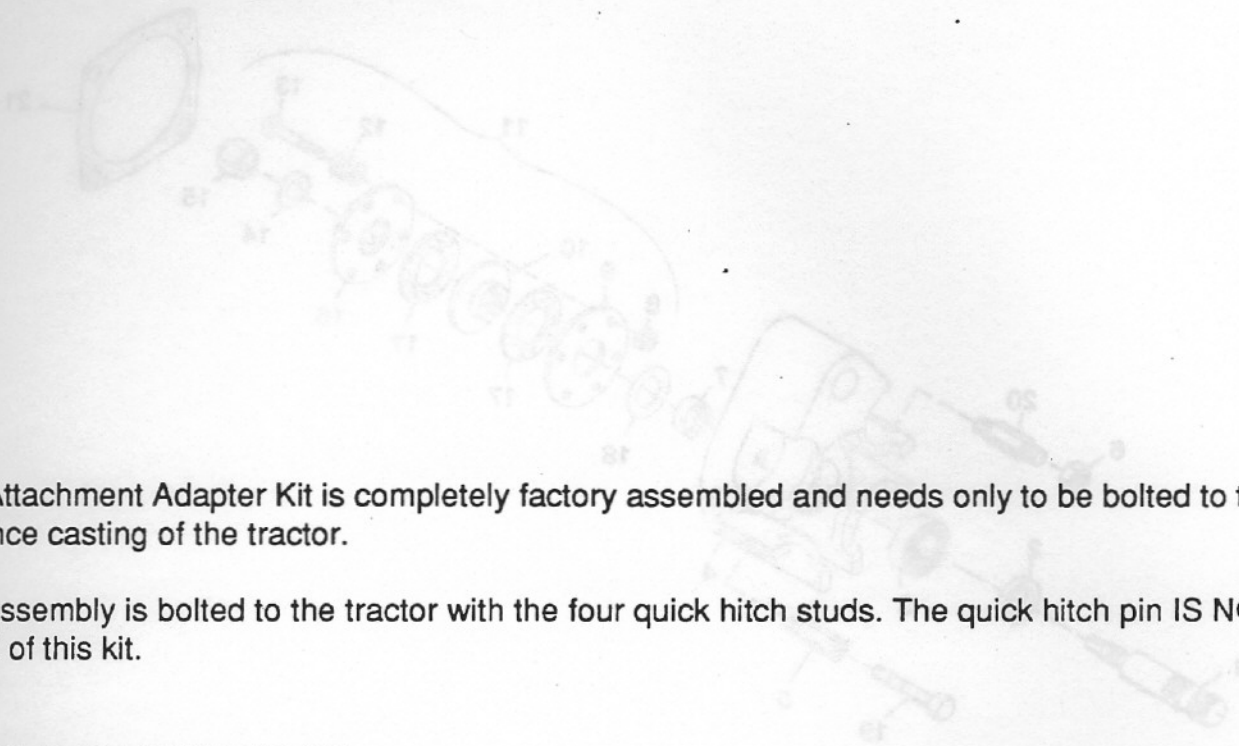 Attachment Adapter Kit is completely factory assembled and needs only to be bolted to
nce casting of the tractor.
ssembly is bolted to the tractor with the four quick hitch studs. The quick hitch pin IS NO
of this kit.